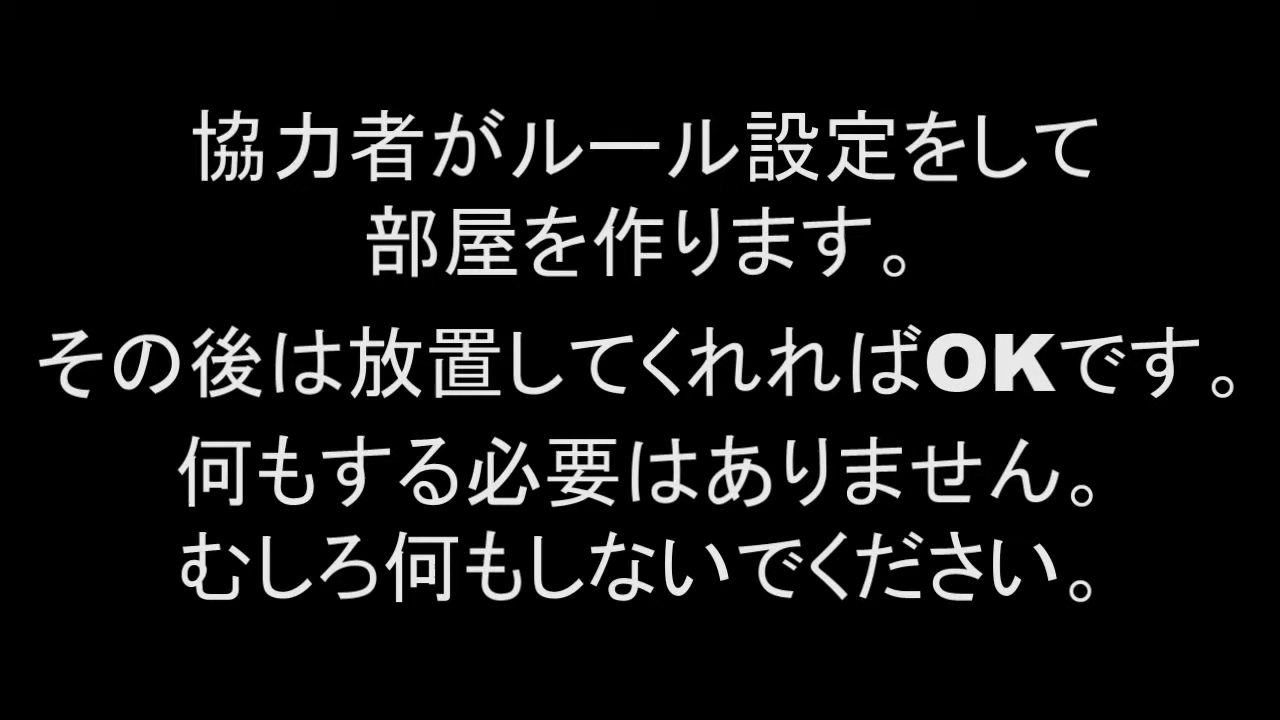 協力者がルール設定をして
部屋を作ります。
その後は放置してくれればOKです。
何もする必要はありません。
むしろ何もしないでください。